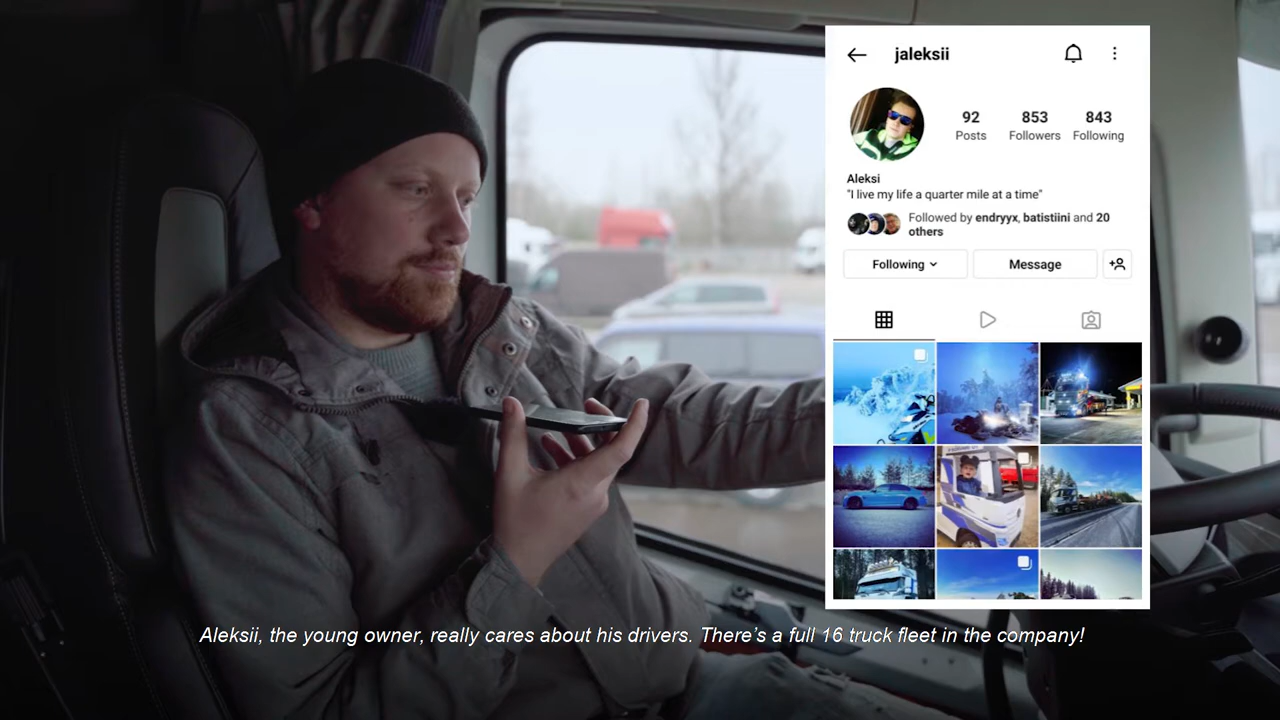 jaleksii
92 853 843
Posts Followers Following
Aleksi
"I live my life a quarter mile at a time"
Followed by endryyx, batistiini and 20
others
Following Message
Aleksii, the young owner, really cares about his drivers. There's a full 16 truck fleet in the company!